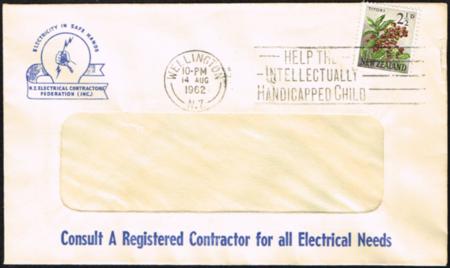 ELECTRICITY IN SAFE HANDS
N.Z. ELECTRICAL CONTRACTORS
FEDERATION (INC.)
WELLINGTON
10-PM
14 AUG
1962
N.Z.
HELP THE
INTELLECTUALLY
HANDICAPPED CHILD
TITOKI
2½D
NEW ZEALAND
Consult A Registered Contractor for all Electrical Needs